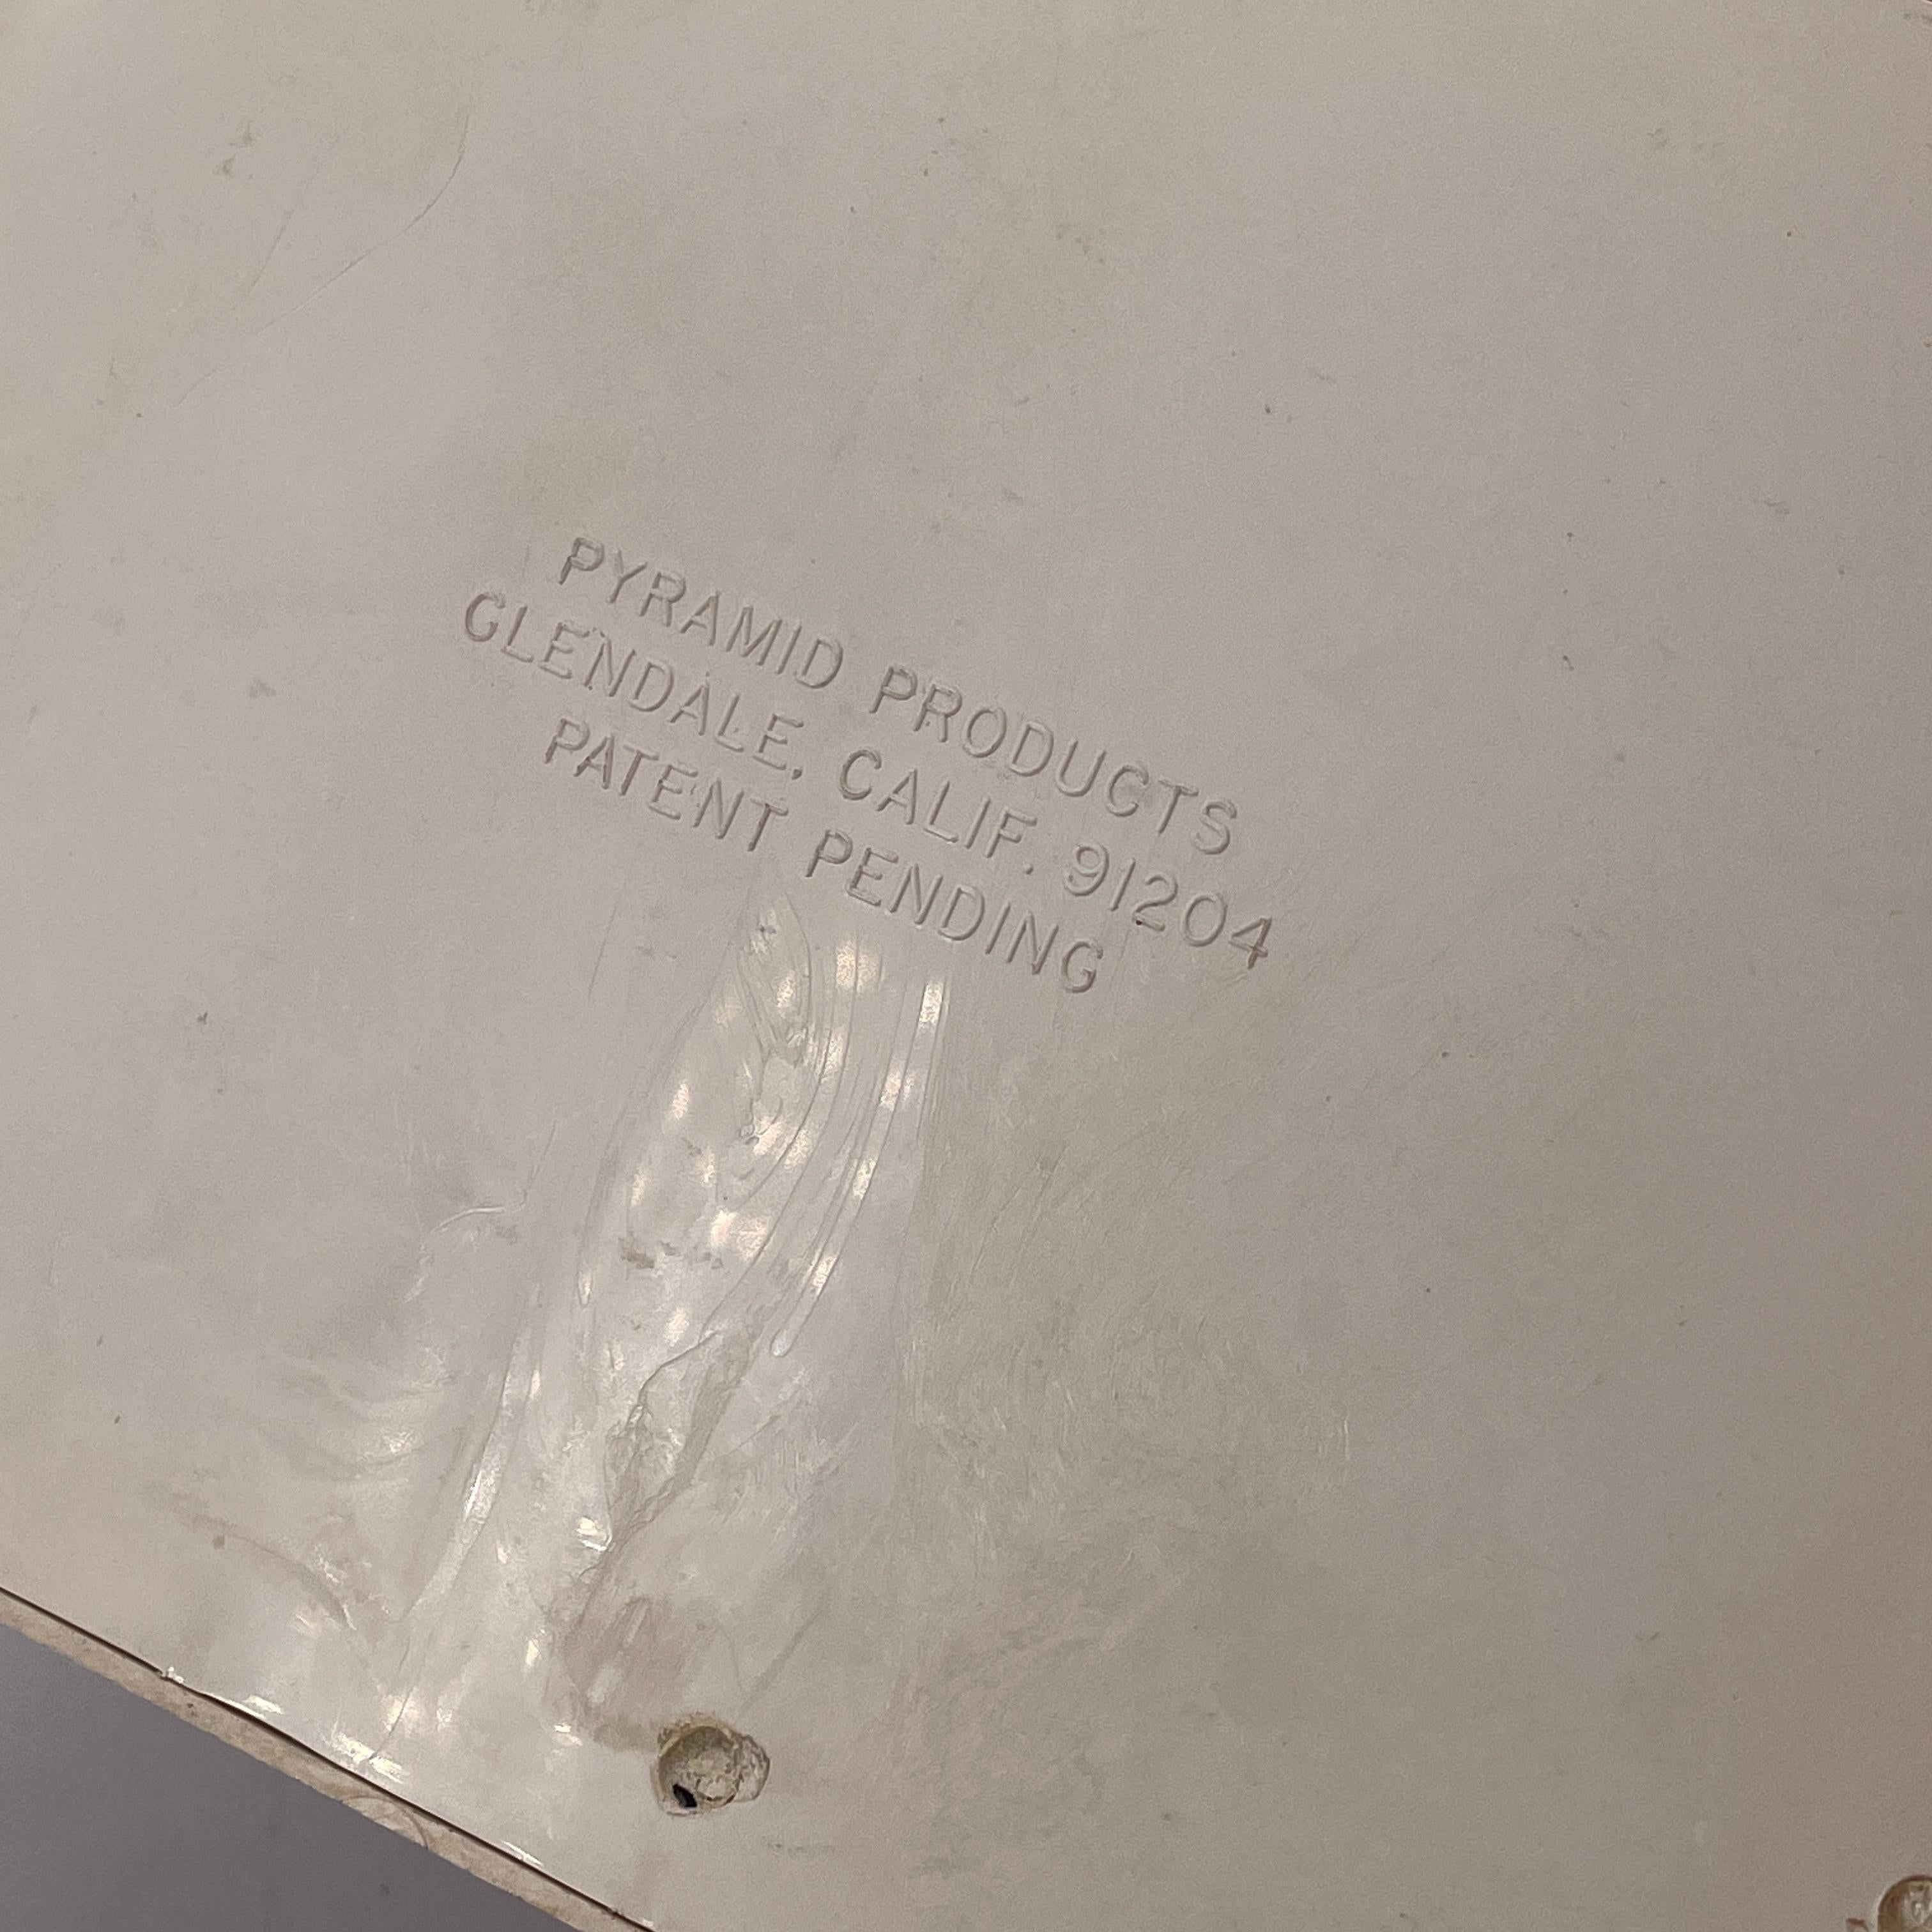 PYRAMID PRODUCTS
GLENDALE, CALIF. 91204
PATENT PENDING